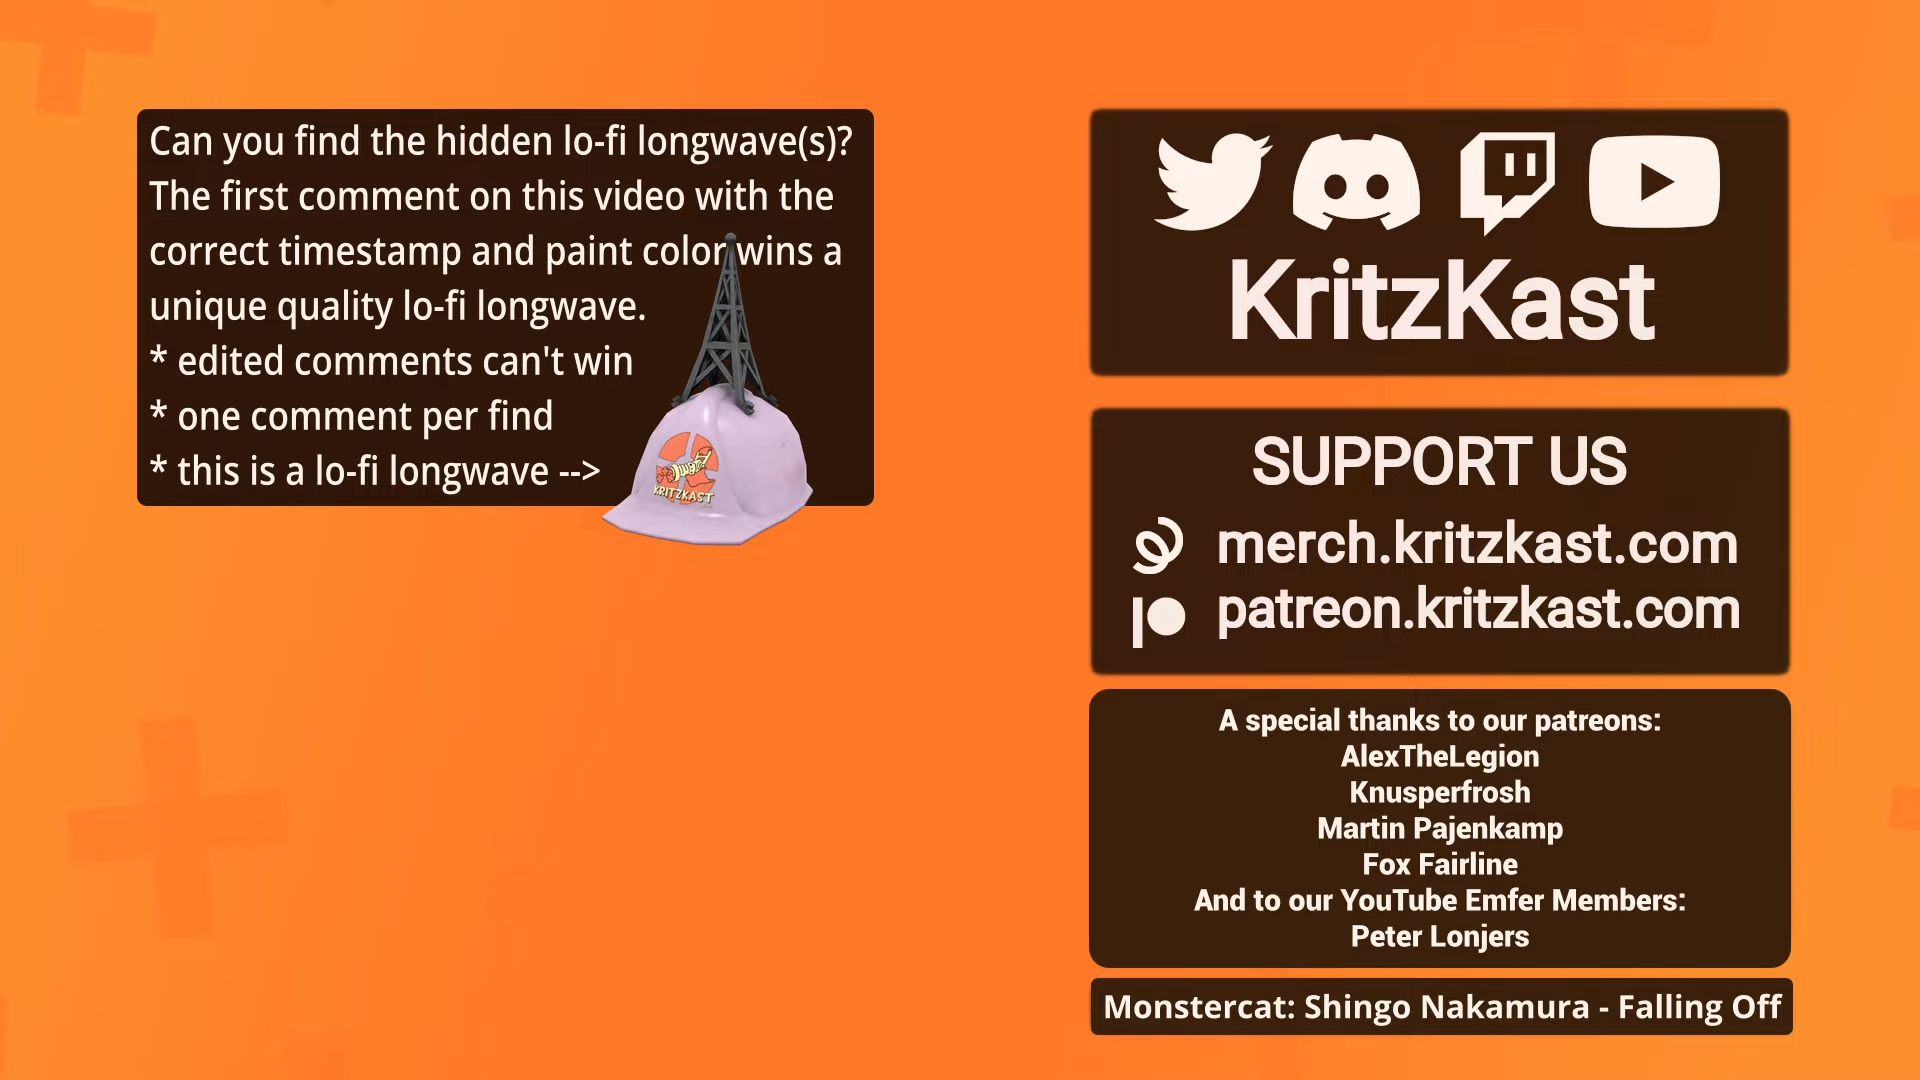 Can you find the hidden lo-fi longwave(s)?
The first comment on this video with the
correct timestamp and paint color wins a
unique quality lo-fi longwave.
* edited comments can't win
* one comment per find
* this is a lo-fi longwave -->
KRITZKAST
KritzKast
SUPPORT US
merch.kritzkast.com
patreon.kritzkast.com
A special thanks to our patreons:
AlexTheLegion
Knusperfrosh
Martin Pajenkamp
Fox Fairline
And to our YouTube Emfer Members:
Peter Lonjers
Monstercat: Shingo Nakamura - Falling Off